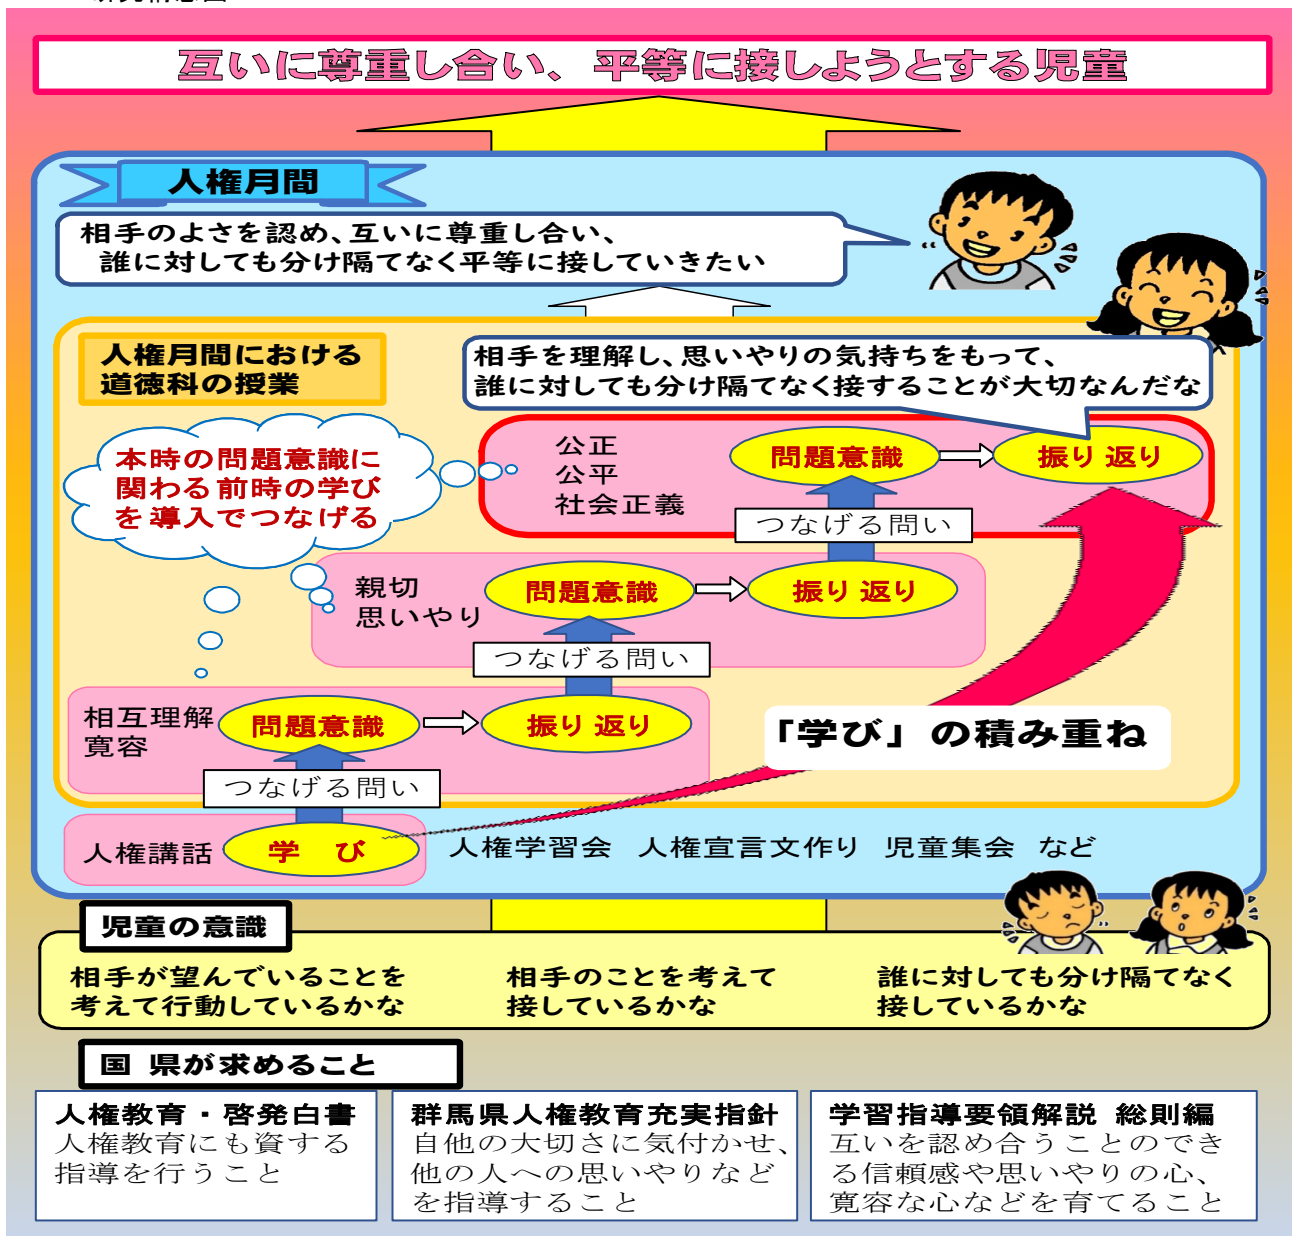 互いに尊重し合い、平等に接しようとする児童
人権月間
相手のよさを認め、互いに尊重し合い、
誰に対しても分け隔てなく平等に接していきたい
人権月間における
道徳科の授業
相手を理解し、思いやりの気持ちをもって、
誰に対しても分け隔てなく接することが大切なんだな
本時の問題意識に
関わる前時の学び
を導入でつなげる
公正
公平
社会正義
問題意識
振り返り
つなげる問い
親切
思いやり
問題意識
振り返り
つなげる問い
相互理解
寛容
問題意識
振り返り
「学び」の積み重ね
つなげる問い
人権講話
学 び
人権学習会 人権宣言文作り 児童集会 など
児童の意識
相手が望んでいることを
考えて行動しているかな
相手のことを考えて
接しているかな
誰に対しても分け隔てなく
接しているかな
国 県が求めること
人権教育・啓発白書
人権教育にも資する
指導を行うこと
群馬県人権教育充実指針
自他の大切さに気付かせ、
他の人への思いやりなど
を指導すること
学習指導要領解説 総則編
互いを認め合うことのでき
る信頼感や思いやりの心、
寛容な心などを育てること